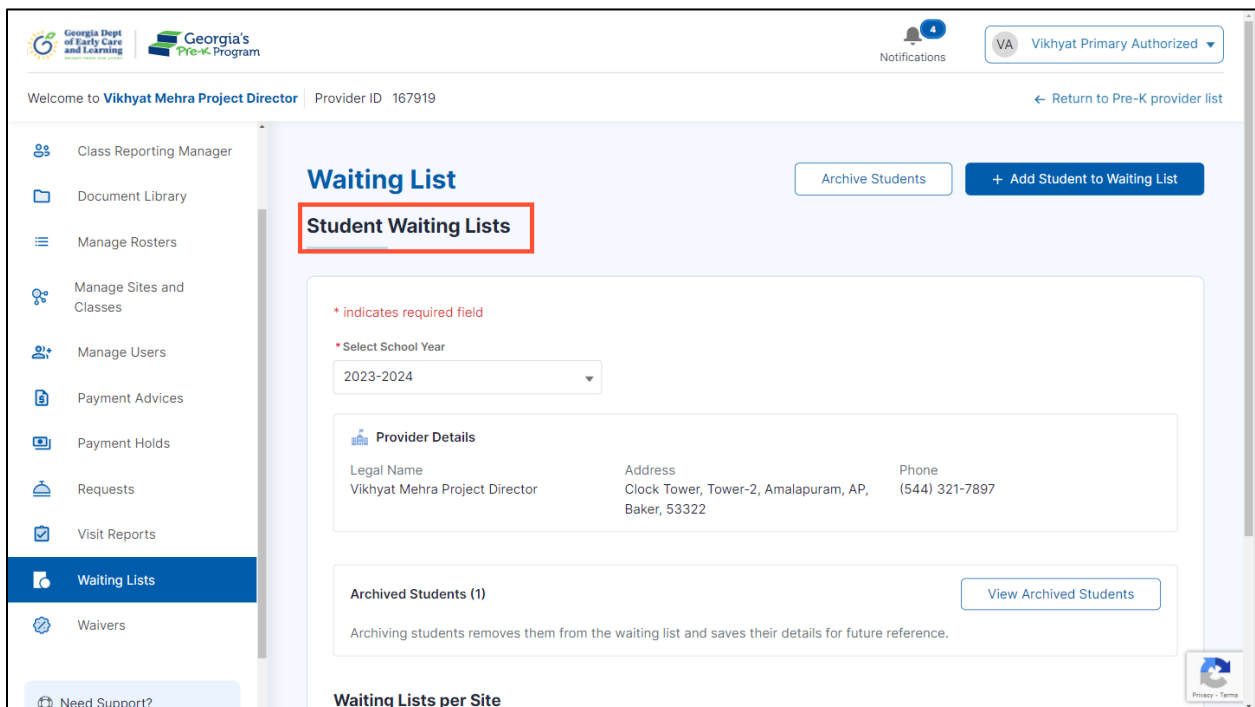 Georgia Dept
of Early Care
and Learning
Georgia's
Pre-K Program
4
Notifications
VA Vikhyat Primary Authorized
Welcome to Vikhyat Mehra Project Director Provider ID 167919
← Return to Pre-K provider list
Class Reporting Manager
Document Library
Manage Rosters
Manage Sites and
Classes
Manage Users
Payment Advices
Payment Holds
Requests
Visit Reports
Waiting Lists
Waivers
Need Support?
Waiting List
Archive Students
+ Add Student to Waiting List
Student Waiting Lists
* indicates required field
* Select School Year
2023-2024
Provider Details
Legal Name
Vikhyat Mehra Project Director
Address
Clock Tower, Tower-2, Amalapuram, AP,
Baker, 53322
Phone
(544) 321-7897
Archived Students (1)
View Archived Students
Archiving students removes them from the waiting list and saves their details for future reference.
Waiting Lists per Site
Privacy - Terms